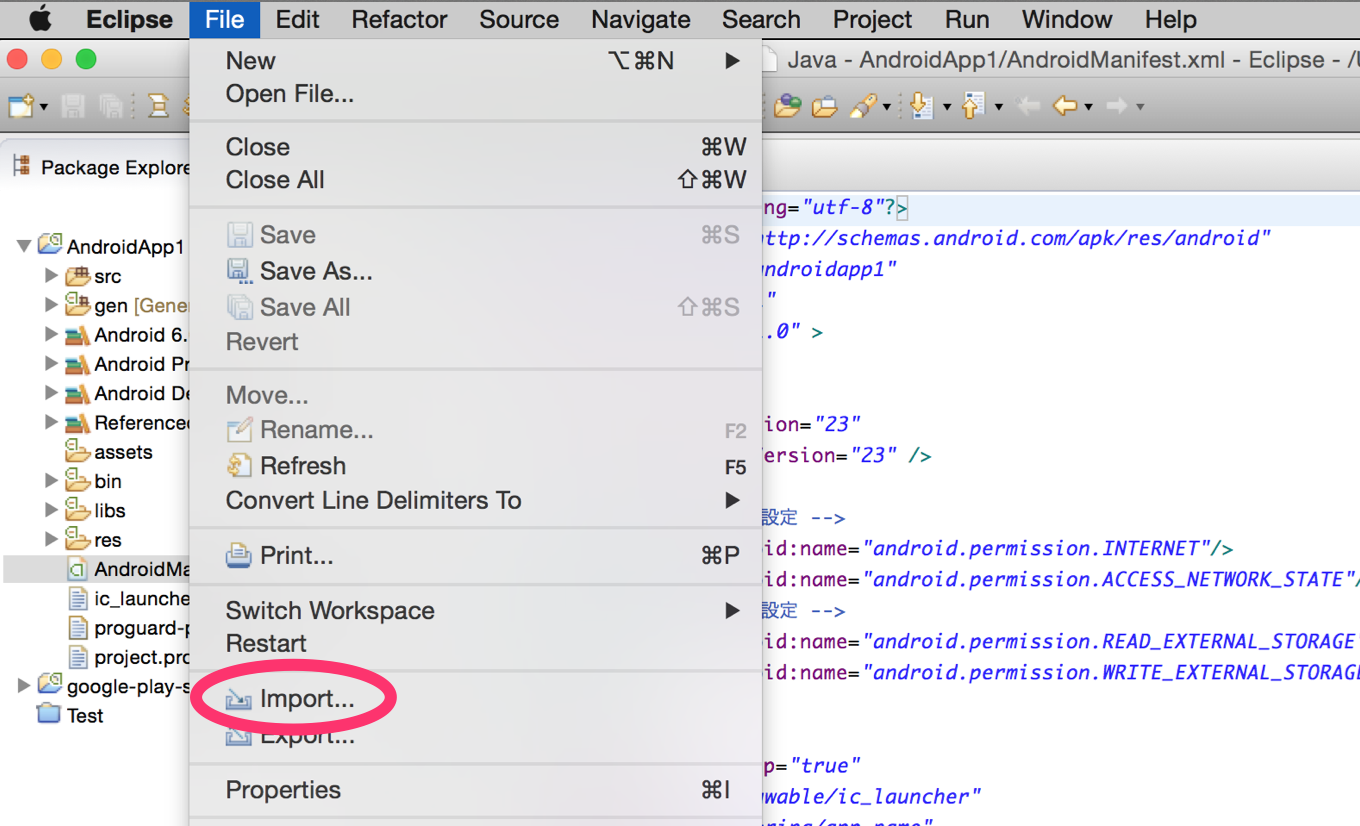 Eclipse File Edit Refactor Source Navigate Search Project Run Window Help
Java - AndroidApp1/AndroidManifest.xml - Eclipse - /U
Package Explore
AndroidApp1
src
gen [Gene
Android 6.
Android Pr
Android De
Reference
assets
bin
libs
res
AndroidMa
ic_launche
proguard-p
project.pro
google-play-s
Test
New ⌥⌘N ▶
Open File...
Close ⌘W
Close All ⇧⌘W
Save ⌘S
Save As...
Save All ⇧⌘S
Revert
Move...
Rename... F2
Refresh F5
Convert Line Delimiters To ▶
Print... ⌘P
Switch Workspace ▶
Restart
Import...
Export...
Properties ⌘I
ng="utf-8"?>
ttp://schemas.android.com/apk/res/android"
androidapp1"
"
.0" >
ion="23"
ersion="23" />
設定 -->
id:name="android.permission.INTERNET"/>
id:name="android.permission.ACCESS_NETWORK_STATE"/
設定 -->
id:name="android.permission.READ_EXTERNAL_STORAGE
id:name="android.permission.WRITE_EXTERNAL_STORAGE
p="true"
wable/ic_launcher"
ring/app_name"